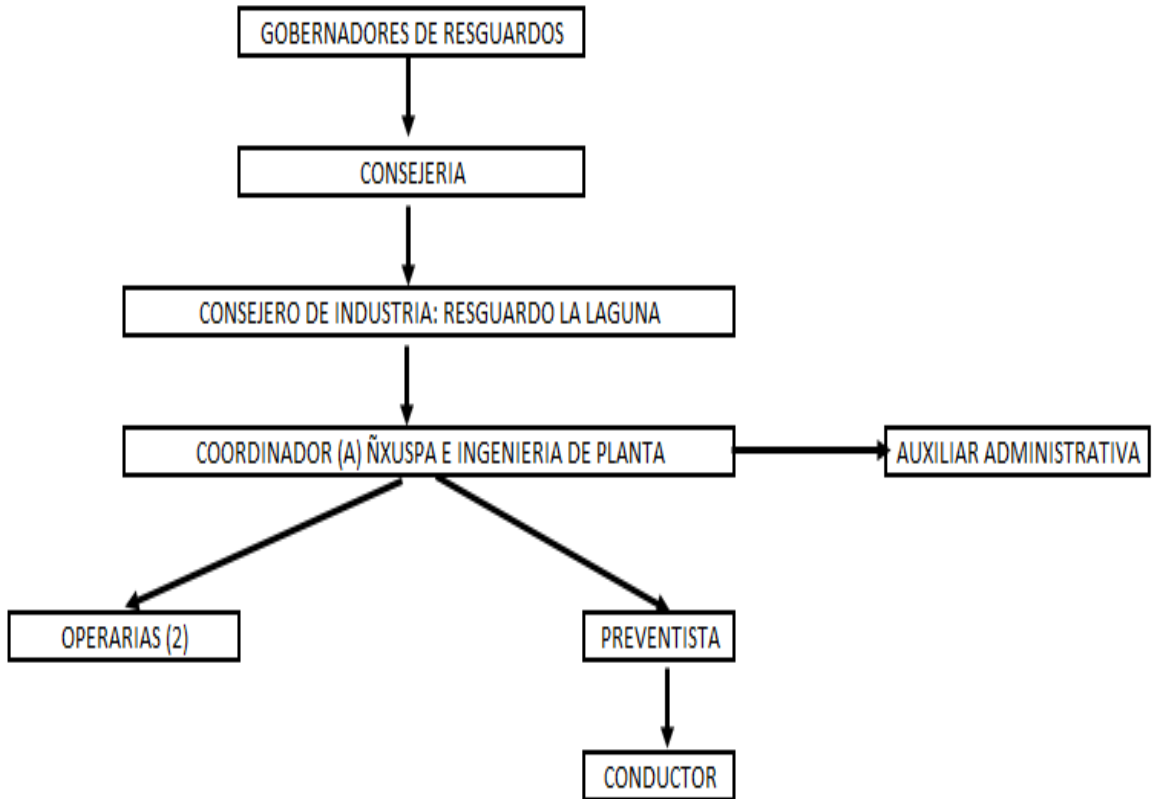 GOBERNADORES DE RESGUARDOS
CONSEJERIA
CONSEJERO DE INDUSTRIA: RESGUARDO LA LAGUNA
COORDINADOR (A) ÑXUSPA E INGENIERIA DE PLANTA
AUXILIAR ADMINISTRATIVA
OPERARIAS (2)
PREVENTISTA
CONDUCTOR